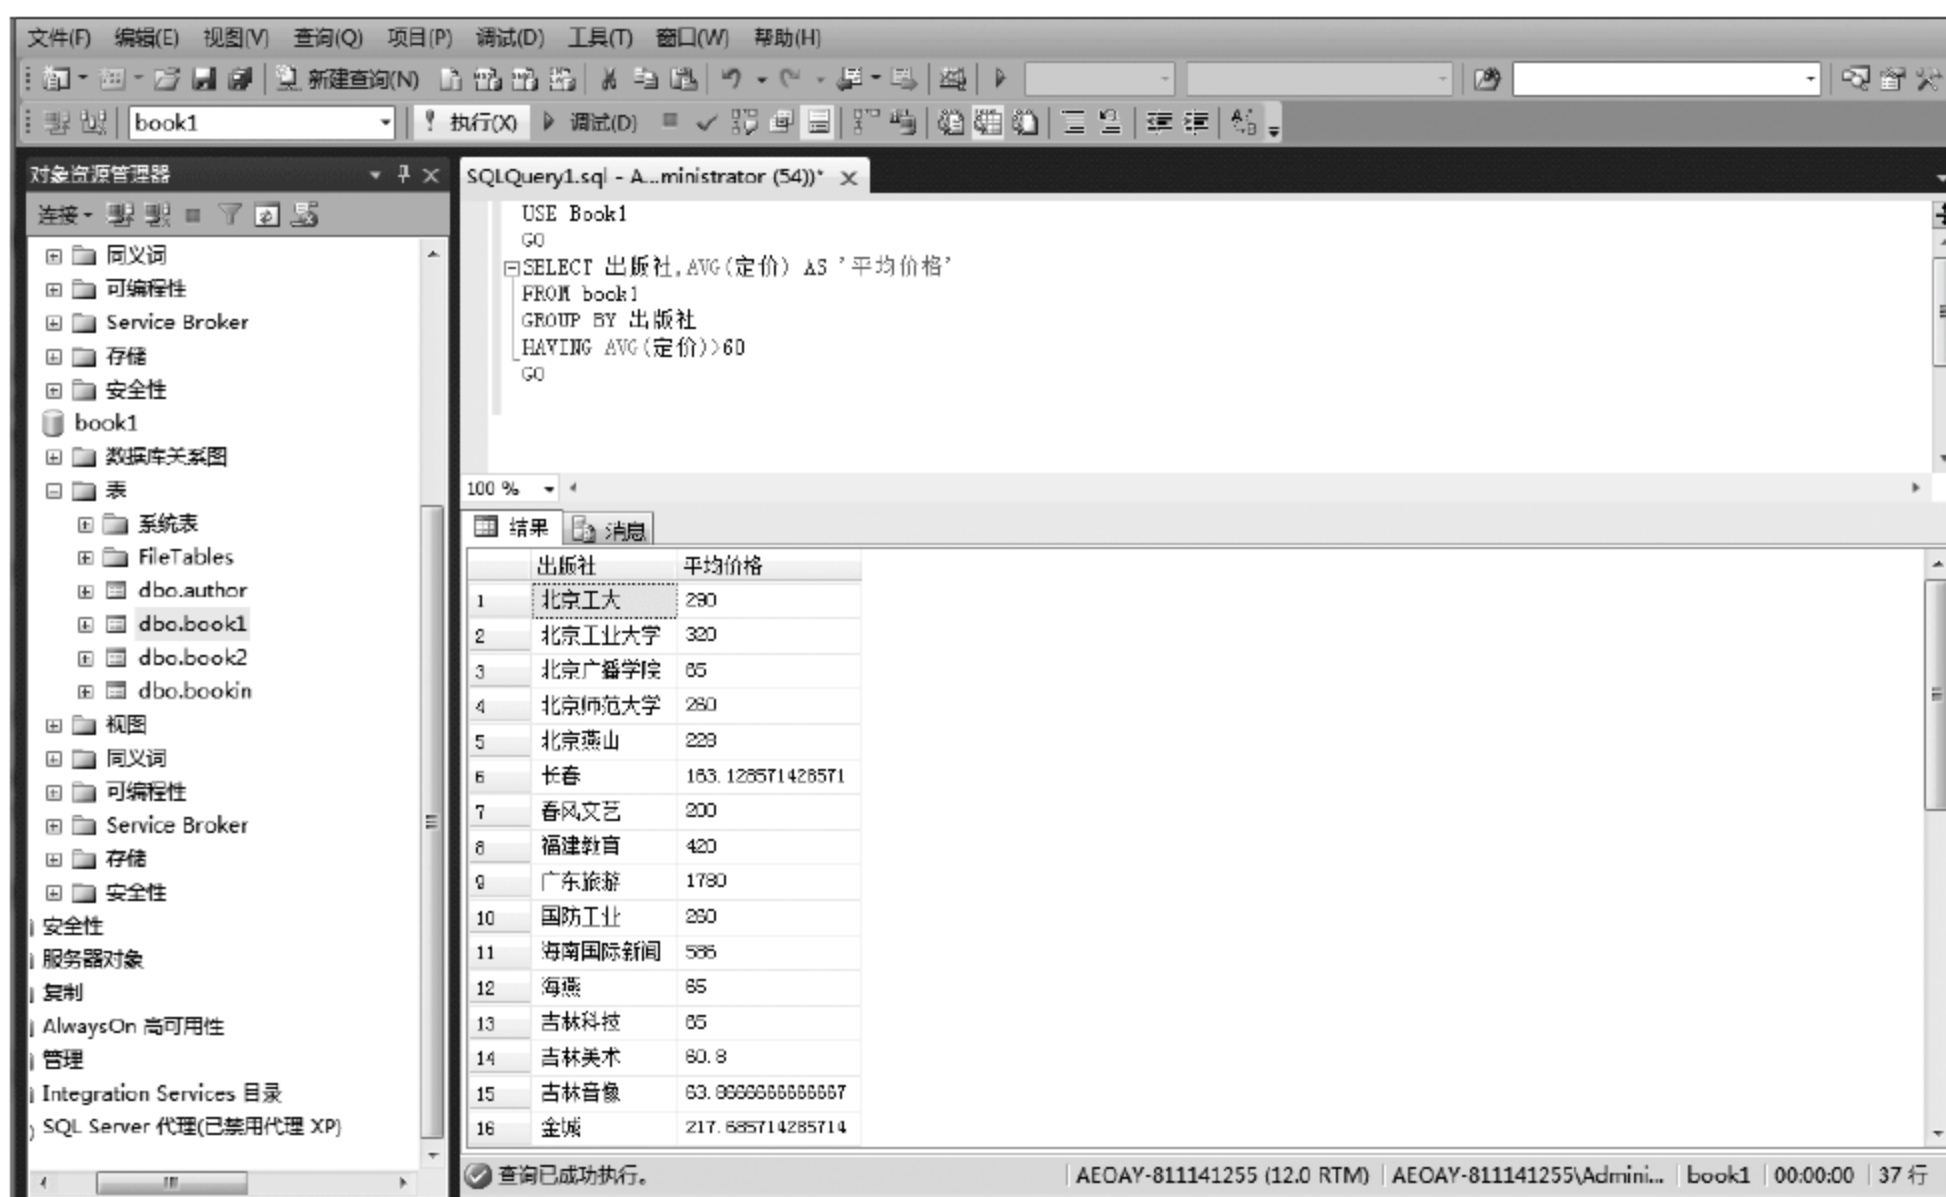 文件(F) 编辑(E) 视图(V) 查询(Q) 项目(P) 调试(D) 工具(T) 窗口(W) 帮助(H)
新建查询(N)
book1 执行(X) 调试(D)
对象资源管理器
连接
同义词
可编程性
Service Broker
存储
安全性
book1
数据库关系图
表
系统表
FileTables
dbo.author
dbo.book1
dbo.book2
dbo.bookin
视图
同义词
可编程性
Service Broker
存储
安全性
安全性
服务器对象
复制
AlwaysOn 高可用性
管理
Integration Services 目录
SQL Server 代理(已禁用代理 XP)
SQLQuery1.sql - A...ministrator (54))*
USE Book1
GO
SELECT 出版社,AVG(定价) AS '平均价格'
FROM book1
GROUP BY 出版社
HAVING AVG(定价)>60
GO
100 %
结果 消息
出版社 平均价格
1 北京工大 290
2 北京工业大学 320
3 北京广播学院 65
4 北京师范大学 260
5 北京燕山 228
6 长春 163.128571428571
7 春风文艺 200
8 福建教育 420
9 广东旅游 1780
10 国防工业 260
11 海南国际新闻 586
12 海燕 65
13 吉林科技 65
14 吉林美术 60.8
15 吉林音像 63.8666666666667
16 金城 217.685714285714
查询已成功执行。 AEOAY-811141255 (12.0 RTM) AEOAY-811141255\Admini... book1 00:00:00 37 行